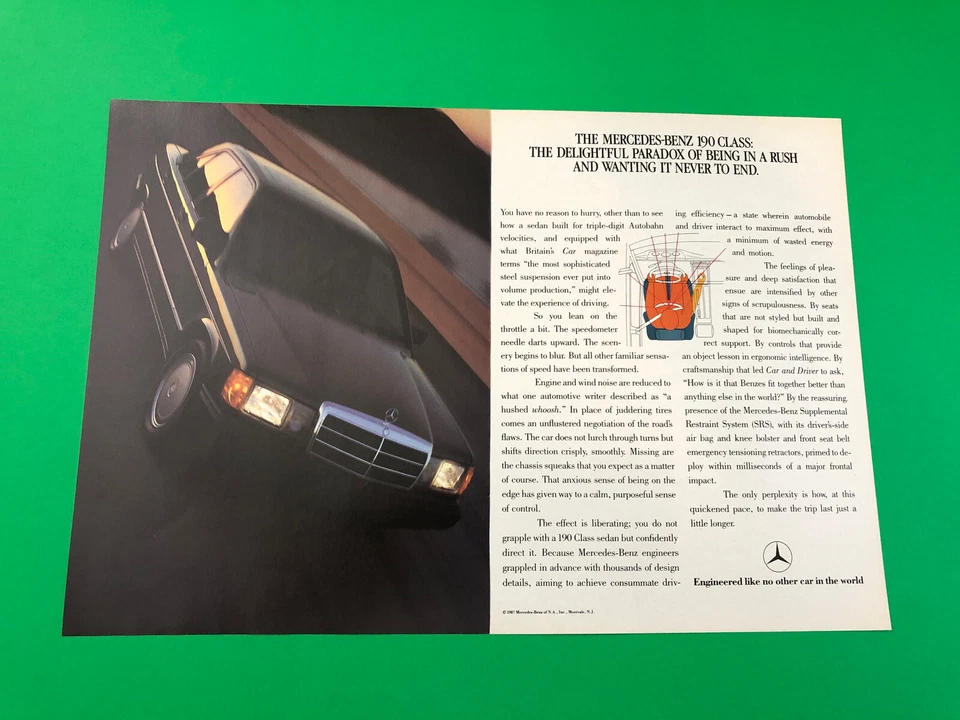 THE MERCEDES-BENZ 190 CLASS:
THE DELIGHTFUL PARADOX OF BEING IN A RUSH
AND WANTING IT NEVER TO END.
You have no reason to hurry, other than to see
how a sedan built for triple-digit Autobahn
velocities, and equipped with
what Britain's Car magazine
terms “the most sophisticated
steel suspension ever put into
volume production,” might ele-
vate the experience of driving.
So you lean on the
throttle a bit. The speedometer
needle darts upward. The scen-
ery begins to blur. But all other familiar sensa-
tions of speed have been transformed.
Engine and wind noise are reduced to
what one automotive writer described as “a
hushed whoosh.” In place of juddering tires
comes an unflustered negotiation of the road's
flaws. The car does not lurch through turns but
shifts direction crisply, smoothly. Missing are
the chassis squeaks that you expect as a matter
of course. That anxious sense of being on the
edge has given way to a calm, purposeful sense
of control.
The effect is liberating; you do not
grapple with a 190 Class sedan but confidently
direct it. Because Mercedes-Benz engineers
grappled in advance with thousands of design
details, aiming to achieve consummate driv-
ing efficiency – a state wherein automobile
and driver interact to maximum effect, with
a minimum of wasted energy
and motion.
The feelings of plea-
sure and deep satisfaction that
ensue are intensified by other
signs of scrupulousness. By seats
that are not styled but built and
shaped for biomechanically cor-
rect support. By controls that provide
an object lesson in ergonomic intelligence. By
craftsmanship that led Car and Driver to ask,
“How is it that Benzes fit together better than
anything else in the world?” By the reassuring
presence of the Mercedes-Benz Supplemental
Restraint System (SRS), with its driver's-side
air bag and knee bolster and front seat belt
emergency tensioning retractors, primed to de-
ploy within milliseconds of a major frontal
impact.
The only perplexity is how, at this
quickened pace, to make the trip last just a
little longer.
Engineered like no other car in the world
© 1987 Mercedes-Benz of N.A., Inc., Montvale, N.J.